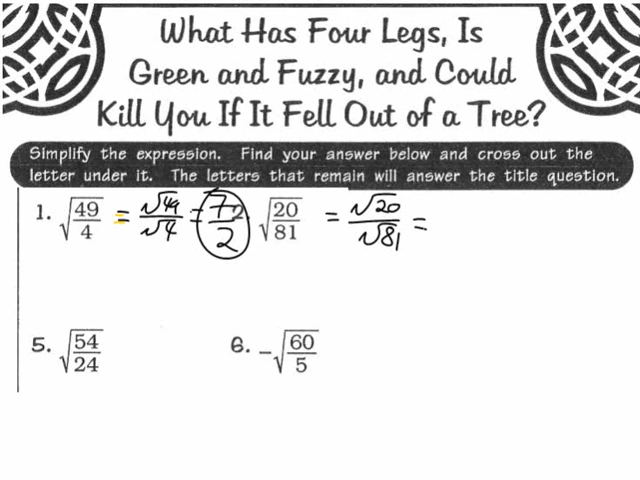 What Has Four Legs, Is
Green and Fuzzy, and Could
Kill You If It Fell Out of a Tree?
Simplify the expression. Find your answer below and cross out the
letter under it. The letters that remain will answer the title question.
1. √49/4 = √49/√4 = 7/2 2. √20/81 = √20/√81 =
5. √54/24 6. −√60/5